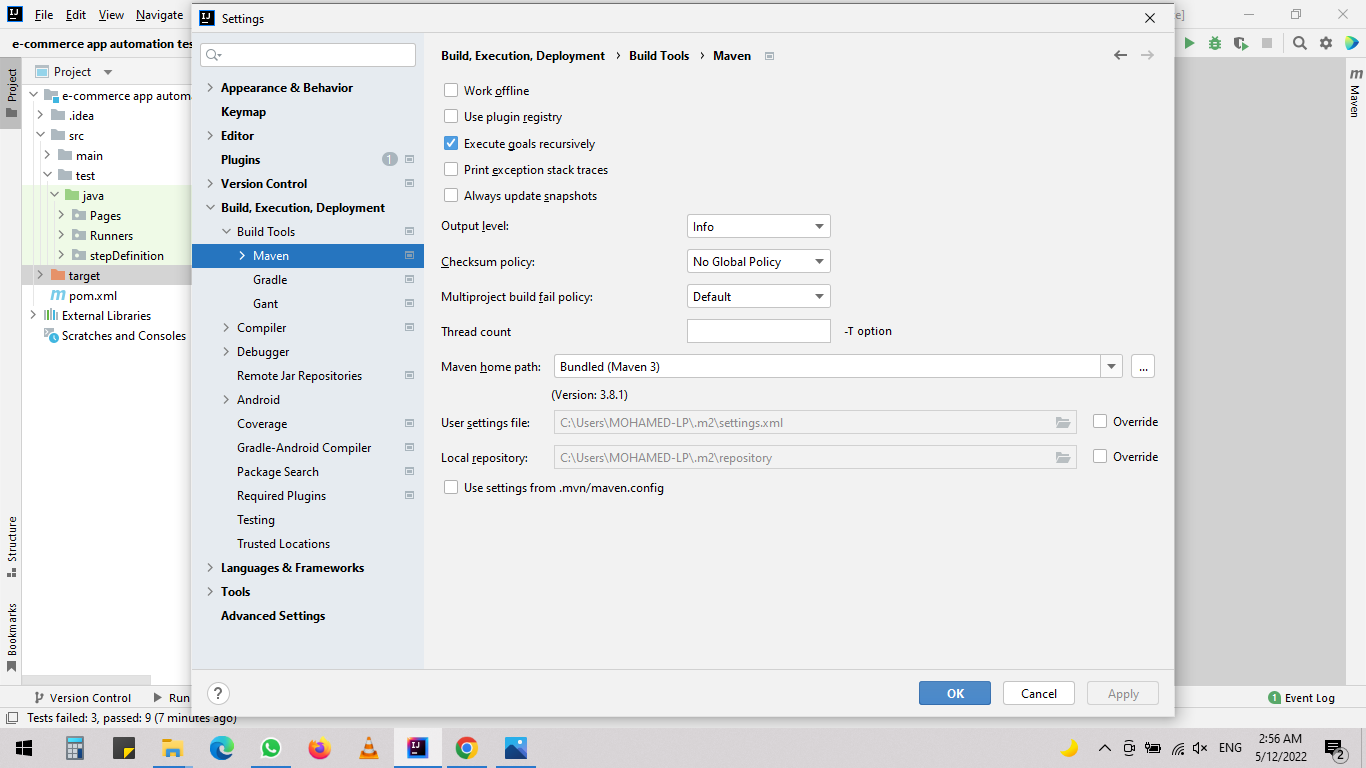 File Edit View Navigate
Settings
e-commerce app automation tes
Project
e-commerce app autom
.idea
src
main
test
java
Pages
Runners
stepDefinition
target
pom.xml
External Libraries
Scratches and Consoles
Project
Structure
Bookmarks
Appearance & Behavior
Keymap
Editor
Plugins 1
Version Control
Build, Execution, Deployment
Build Tools
Maven
Gradle
Gant
Compiler
Debugger
Remote Jar Repositories
Android
Coverage
Gradle-Android Compiler
Package Search
Required Plugins
Testing
Trusted Locations
Languages & Frameworks
Tools
Advanced Settings
Build, Execution, Deployment › Build Tools › Maven
Work offline
Use plugin registry
Execute goals recursively
Print exception stack traces
Always update snapshots
Output level: Info
Checksum policy: No Global Policy
Multiproject build fail policy: Default
Thread count -T option
Maven home path: Bundled (Maven 3) ...
(Version: 3.8.1)
User settings file: C:\Users\MOHAMED-LP\.m2\settings.xml Override
Local repository: C:\Users\MOHAMED-LP\.m2\repository Override
Use settings from .mvn/maven.config
? OK Cancel Apply
m Maven
Version Control Run 1 Event Log
Tests failed: 3, passed: 9 (7 minutes ago)
ENG 2:56 AM
5/12/2022 2